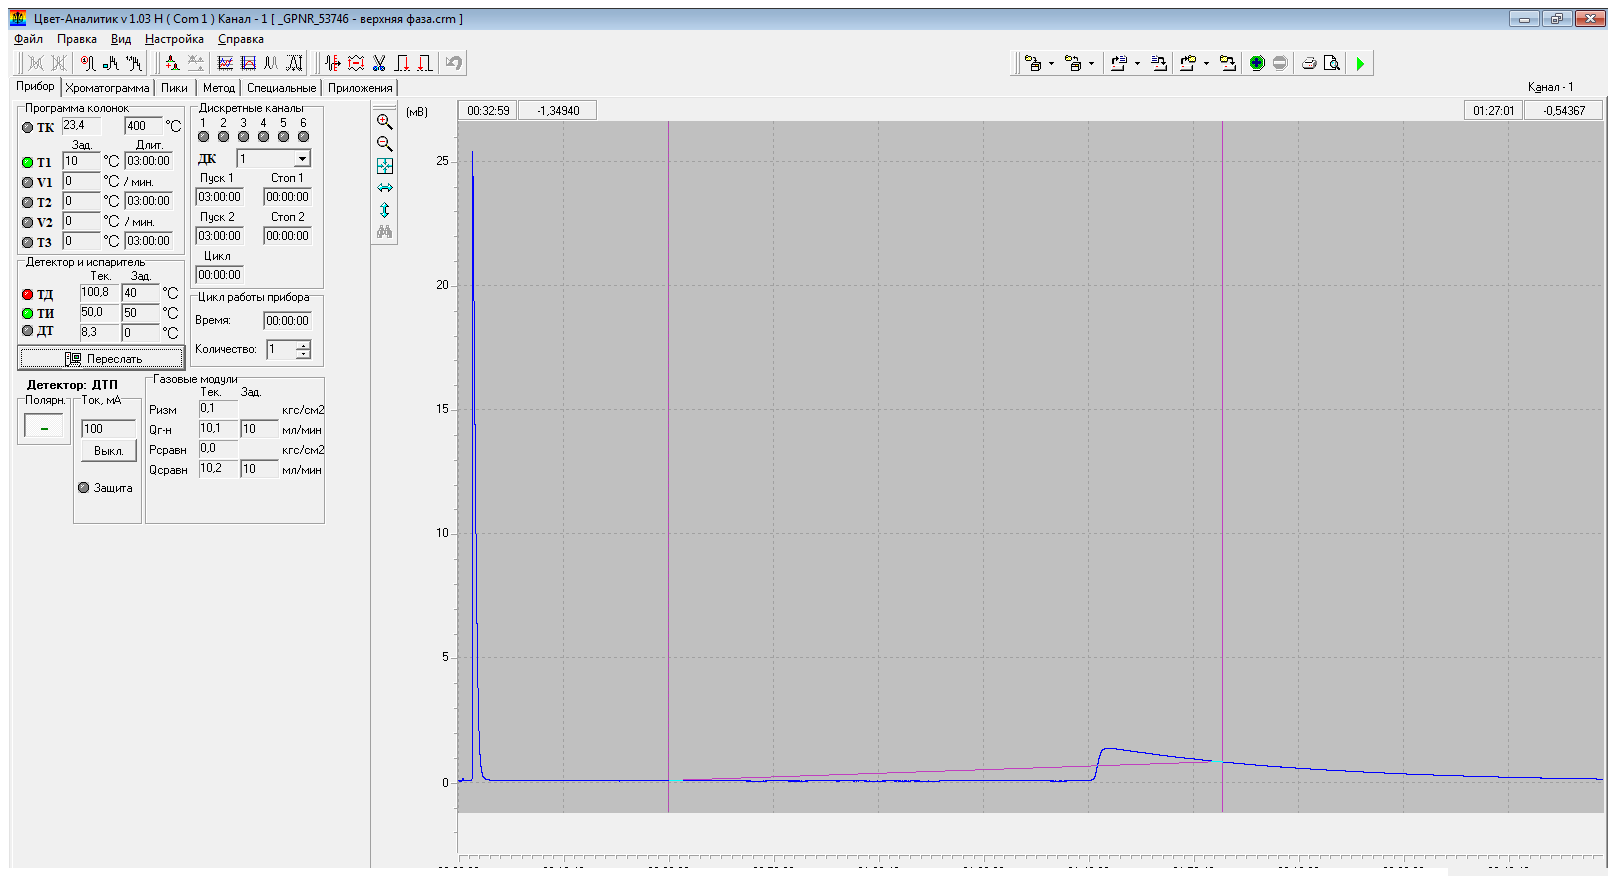 Цвет-Аналитик v 1.03 Н ( Com 1 ) Канал - 1 [ _GPNR_53746 - верхняя фаза.crm ]
Файл Правка Вид Настройка Справка
Прибор Хроматограмма Пики Метод Специальные Приложения Канал - 1
Программа колонок
ТК 23,4 400 °C
Зад. Длит.
Т1 10 °C 03:00:00
V1 0 °C / мин.
Т2 0 °C 03:00:00
V2 0 °C / мин.
Т3 0 °C 03:00:00
Детектор и испаритель
Тек. Зад.
ТД 100,8 40 °C
ТИ 50,0 50 °C
ДТ 8,3 0 °C
Переслать
Дискретные каналы
1 2 3 4 5 6
ДК 1
Пуск 1 Стоп 1
03:00:00 00:00:00
Пуск 2 Стоп 2
03:00:00 00:00:00
Цикл
00:00:00
Цикл работы прибора
Время: 00:00:00
Количество: 1
Детектор: ДТП
Полярн.
-
Ток, мА
100
Выкл.
Защита
Газовые модули
Тек. Зад.
Ризм 0,1 кгс/см2
Qг-н 10,1 10 мл/мин
Рсравн 0,0 кгс/см2
Qсравн 10,2 10 мл/мин
(мВ) 00:32:59 -1,34940 01:27:01 -0,54367
25
20
15
10
5
0